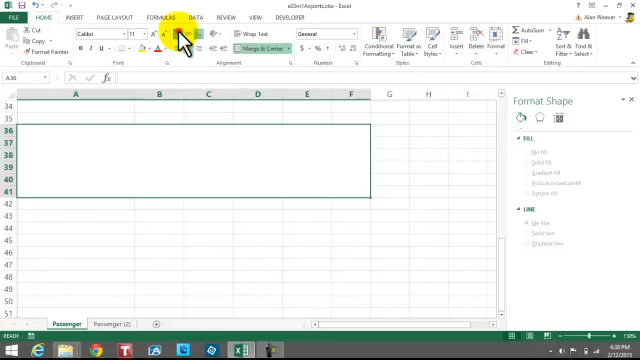 eS5m1Airports.xlsx - Excel
FILE HOME INSERT PAGE LAYOUT FORMULAS DATA REVIEW VIEW DEVELOPER Alan Weaver
Cut Calibri 11 Wrap Text AutoSum
Copy Fill
Paste Format Painter B I U Merge & Center $ % Conditional Formatting Format as Table Cell Styles Insert Delete Format Clear Sort & Filter Find & Select
Clipboard Font Alignment Number Styles Cells Editing
A36 fx
Format Shape
A B C D E F G H I
34
35
36
37
38
39
40
41
42
43
44
45
46
47
48
49
50
51
FILL
No fill
Solid fill
Gradient fill
Picture or texture fill
Pattern fill
LINE
No line
Solid line
Gradient line
Passenger Passenger (2)
READY 130%
4:38 PM
2/12/2015